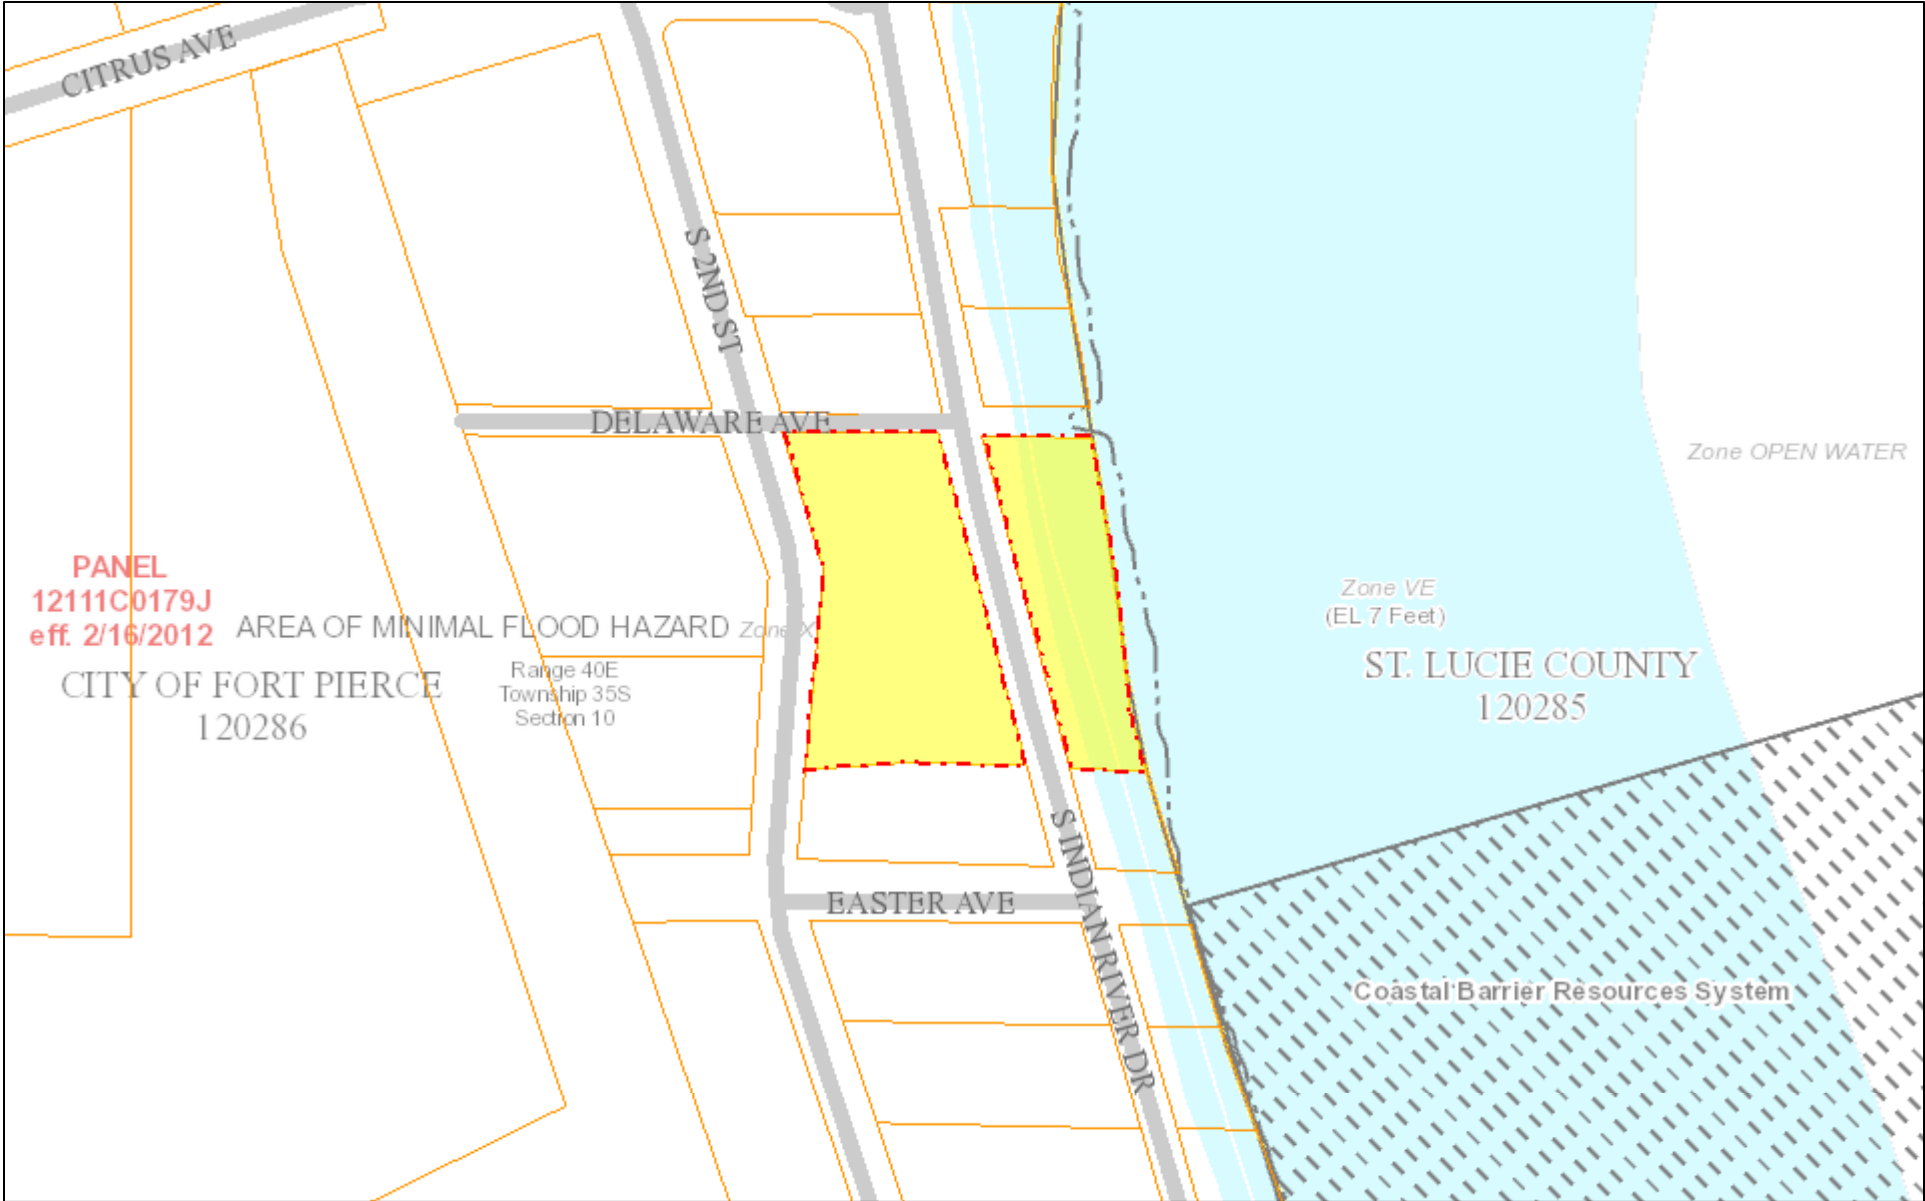 CITRUS AVE
S 2ND ST
DELAWARE AVE
Zone OPEN WATER
PANEL
12111C0179J
eff. 2/16/2012
AREA OF MINIMAL FLOOD HAZARD Zone X
Zone VE
(EL 7 Feet)
CITY OF FORT PIERCE
120286
Range 40E
Township 35S
Section 10
ST. LUCIE COUNTY
120285
S INDIAN RIVER DR
EASTER AVE
Coastal Barrier Resources System